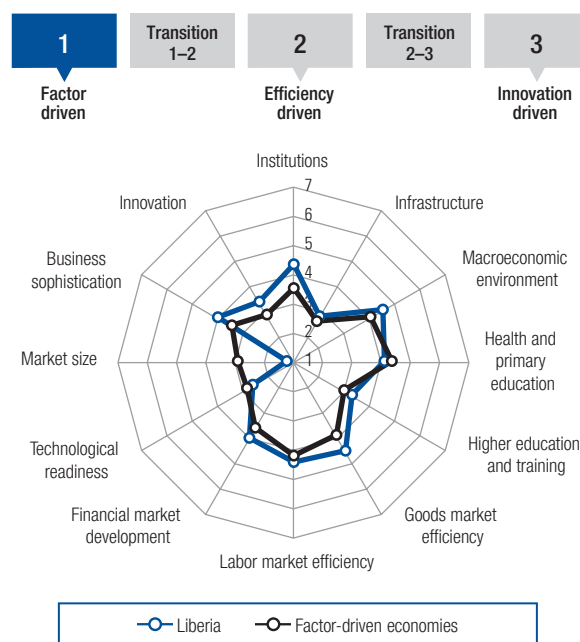 1
Transition
1–2
2
Transition
2–3
3
Factor
driven
Efficiency
driven
Innovation
driven
Institutions
Infrastructure
Macroeconomic
environment
Health and
primary
education
Higher education
and training
Goods market
efficiency
Labor market efficiency
Financial market
development
Technological
readiness
Market size
Business
sophistication
Innovation
7
6
5
4
3
2
1
Liberia
Factor-driven economies